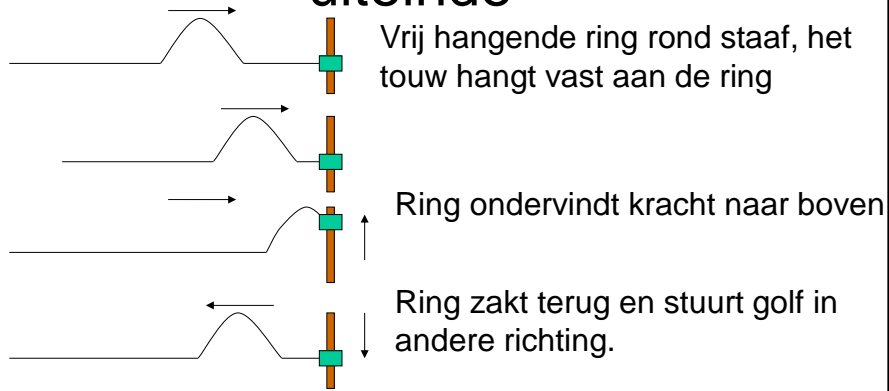 uiteinde
Vrij hangende ring rond staaf, het
touw hangt vast aan de ring
Ring ondervindt kracht naar boven
Ring zakt terug en stuurt golf in
andere richting.